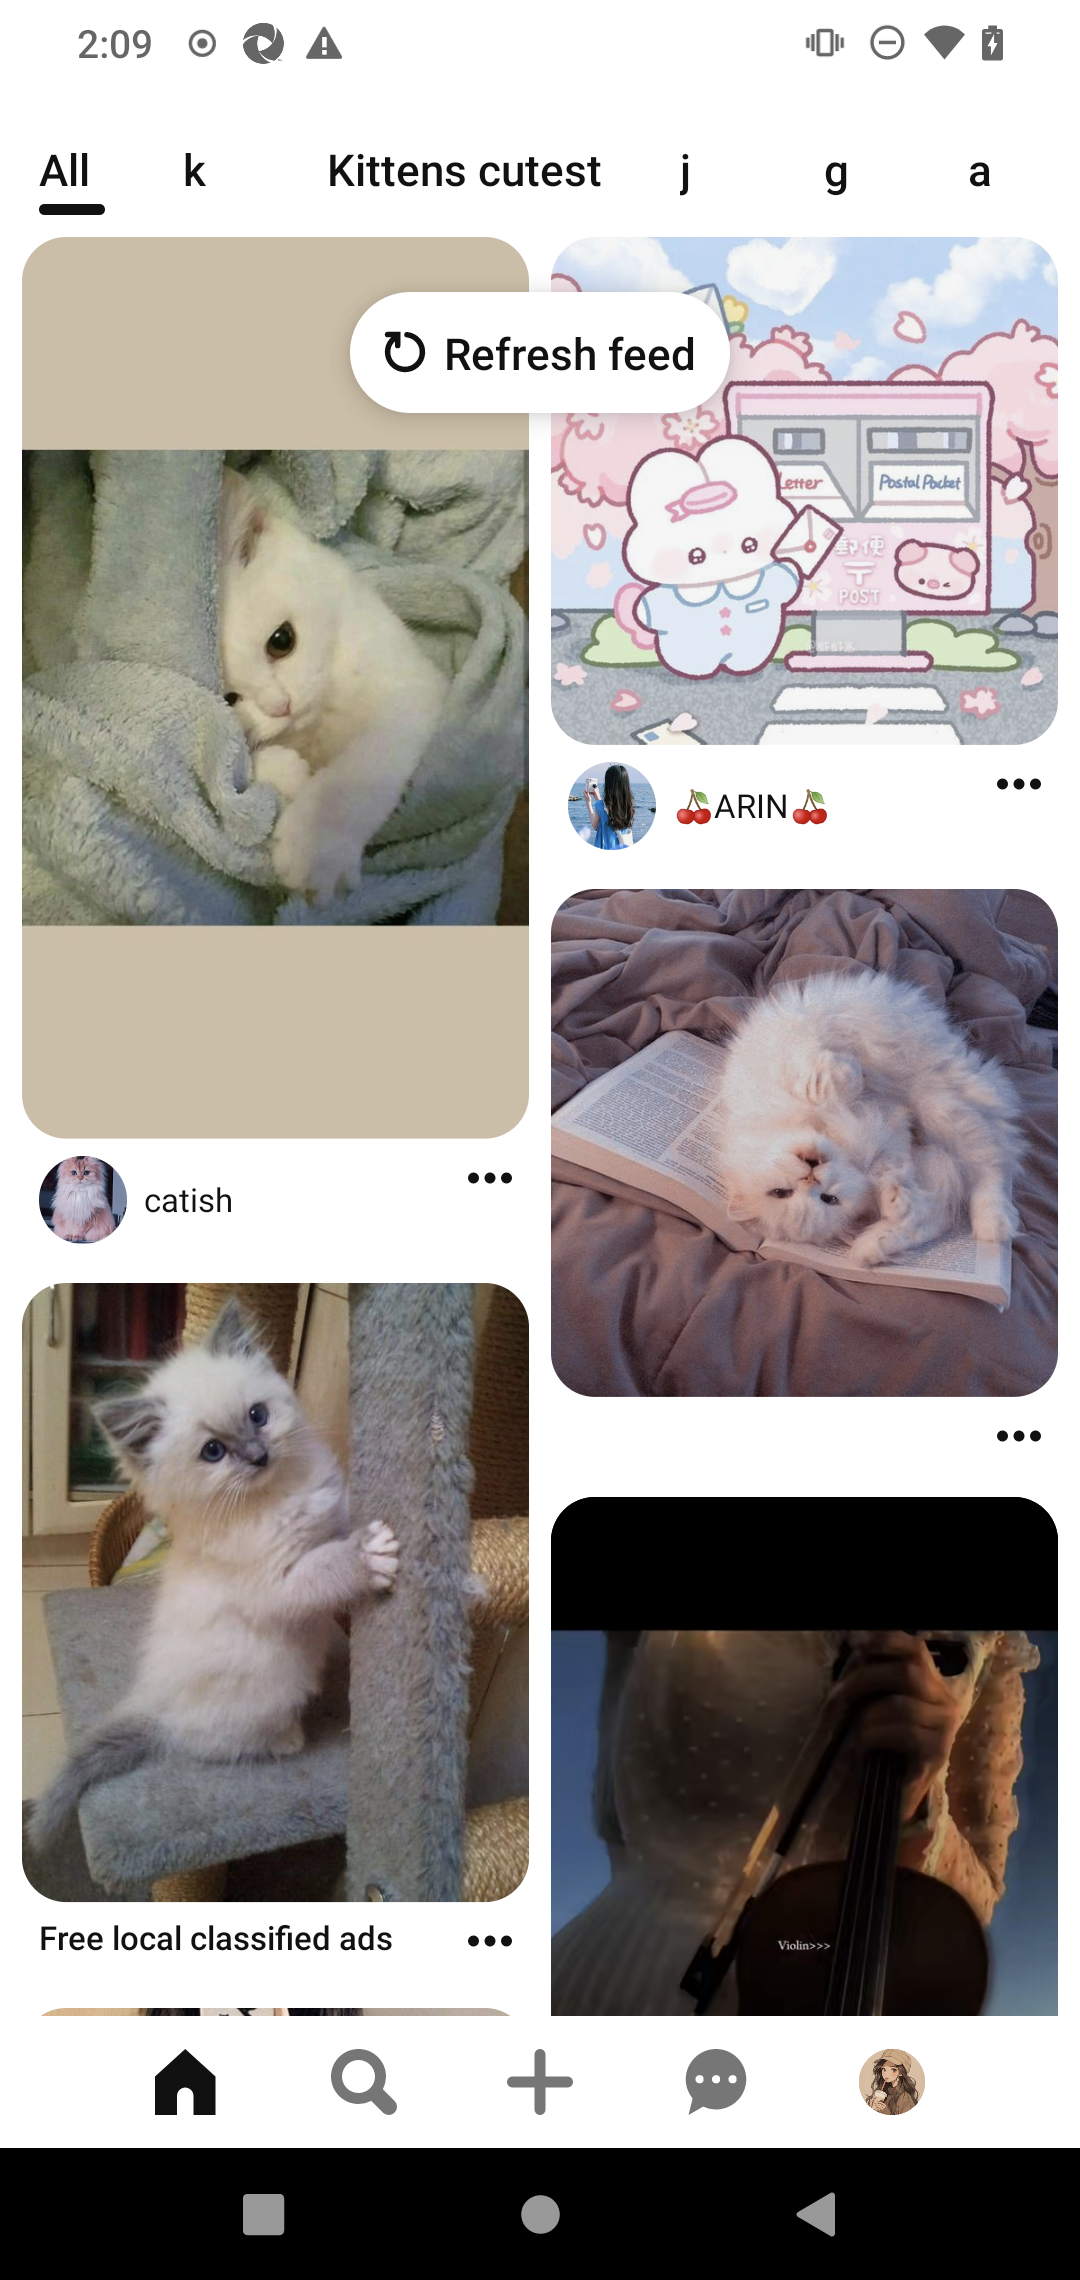 2:09
All k Kittens cutest j g a
Refresh feed
Letter
Postal Pocket
郵便
POST
🍒ARIN🍒
catish
Violin>>>
Free local classified ads